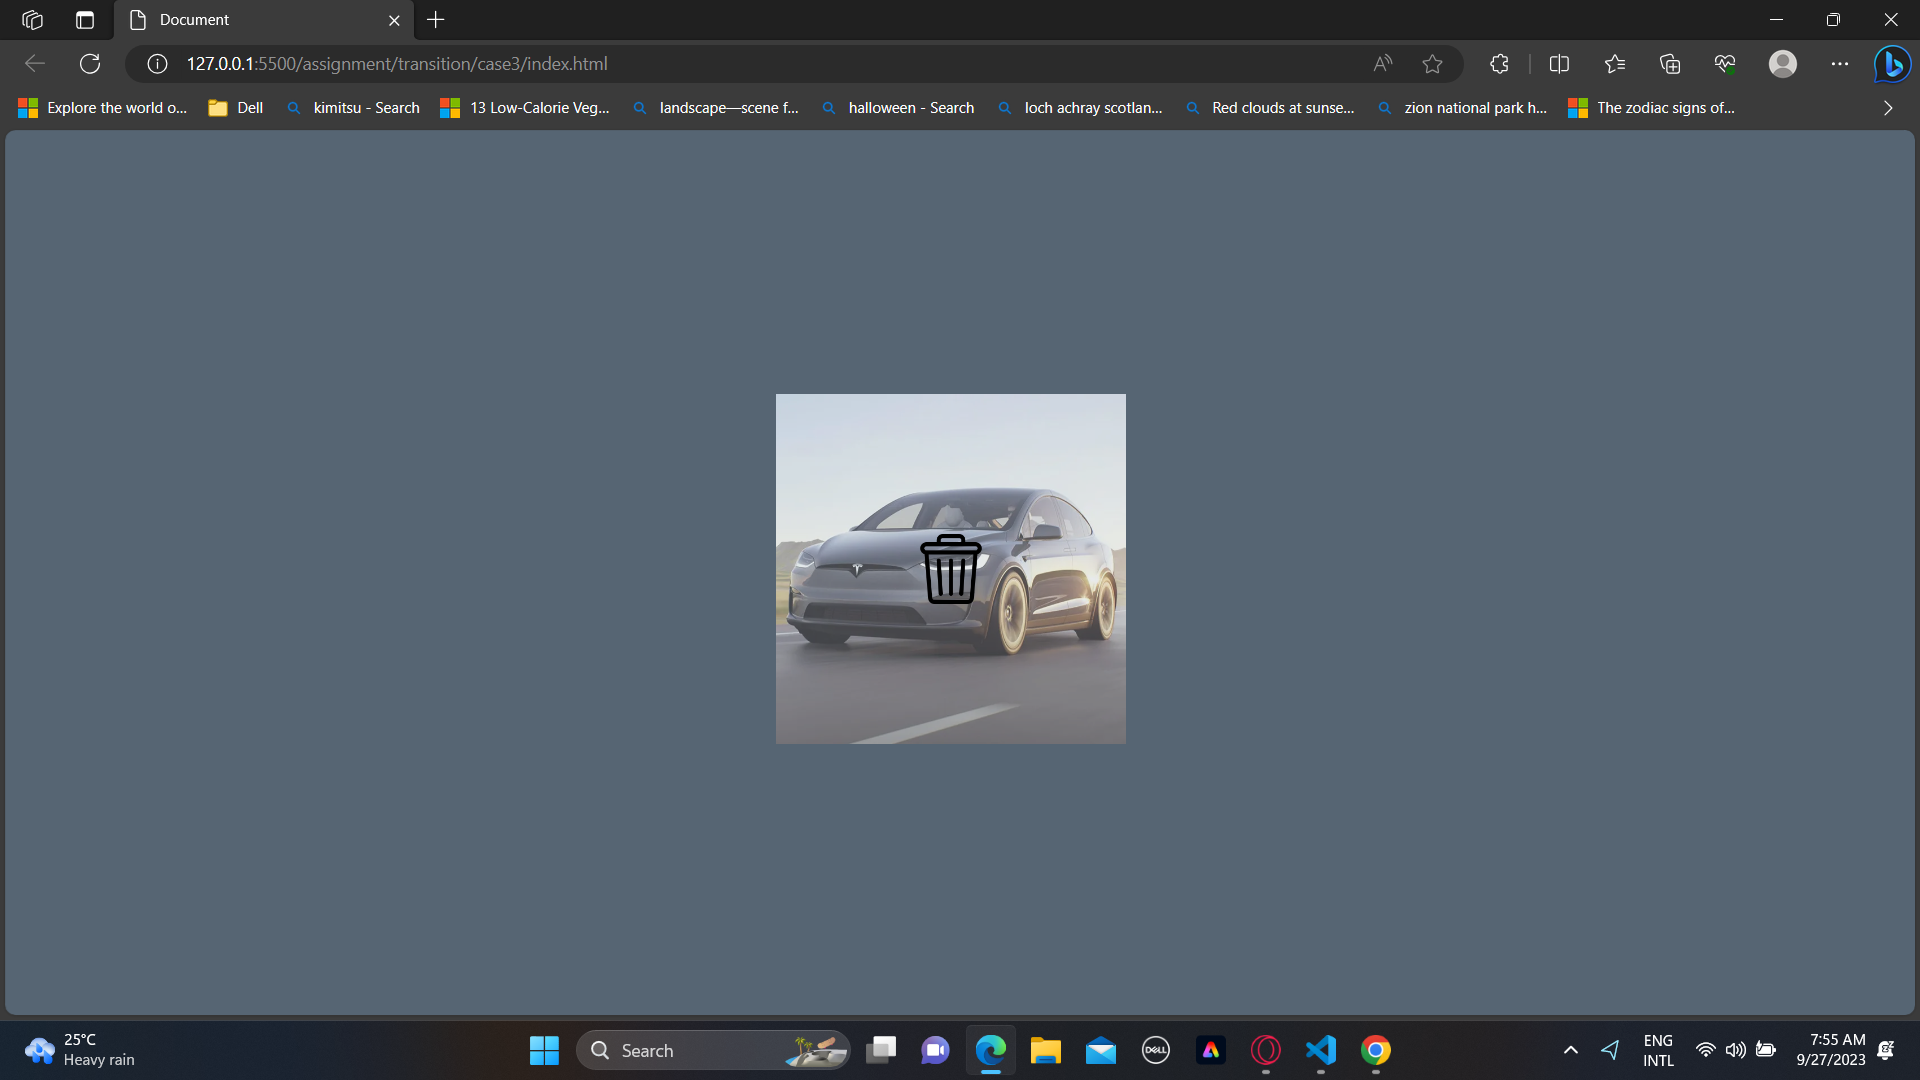 Document
127.0.0.1:5500/assignment/transition/case3/index.html
Explore the world o... Dell kimitsu - Search 13 Low-Calorie Veg... landscape—scene f... halloween - Search loch achray scotlan... Red clouds at sunse... zion national park h... The zodiac signs of...
25°C
Heavy rain
Search
DELL
ENG
INTL
7:55 AM
9/27/2023